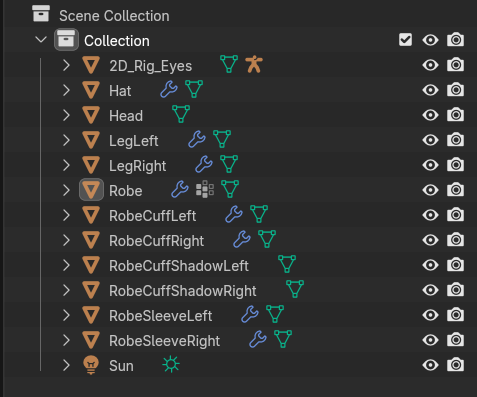 Scene Collection
Collection
2D_Rig_Eyes
Hat
Head
LegLeft
LegRight
Robe
RobeCuffLeft
RobeCuffRight
RobeCuffShadowLeft
RobeCuffShadowRight
RobeSleeveLeft
RobeSleeveRight
Sun